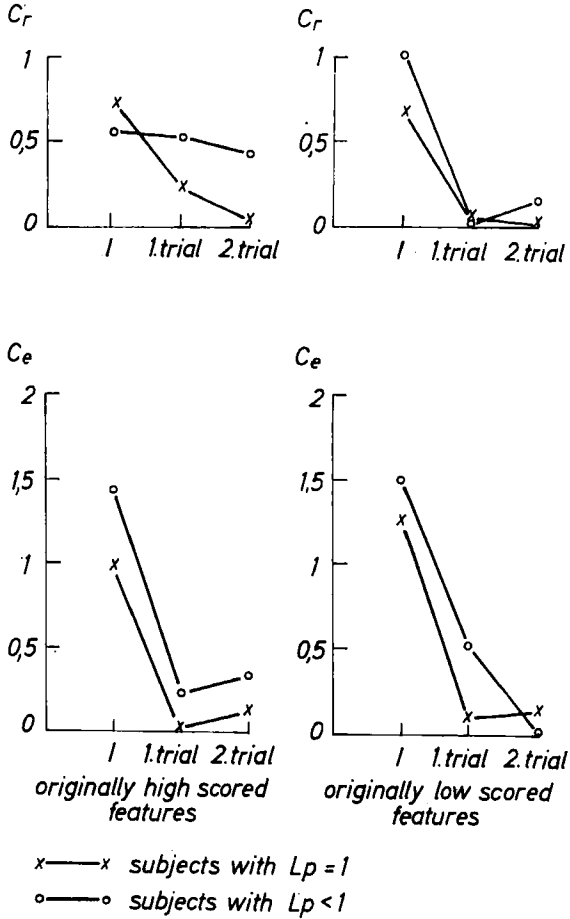 Cr
1
0,5
0
I 1.trial 2.trial
Cr
1
0,5
0
I 1.trial 2.trial
Ce
2
1,5
1
0,5
0
I 1.trial 2.trial
originally high scored
features
Ce
2
1,5
1
0,5
0
I 1.trial 2.trial
originally low scored
features
x—x subjects with Lp = 1
o—o subjects with Lp < 1